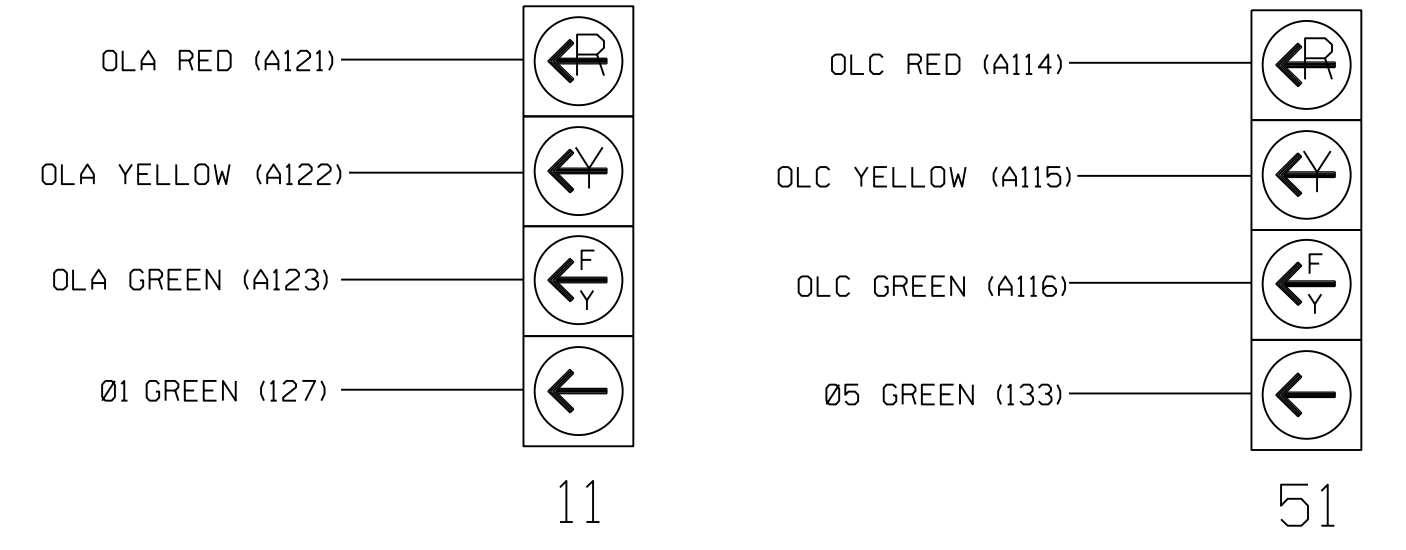 OLA RED (A121)
R
OLA YELLOW (A122)
Y
OLA GREEN (A123)
F
Y
Ø1 GREEN (127)
11
OLC RED (A114)
R
OLC YELLOW (A115)
Y
OLC GREEN (A116)
F
Y
Ø5 GREEN (133)
51